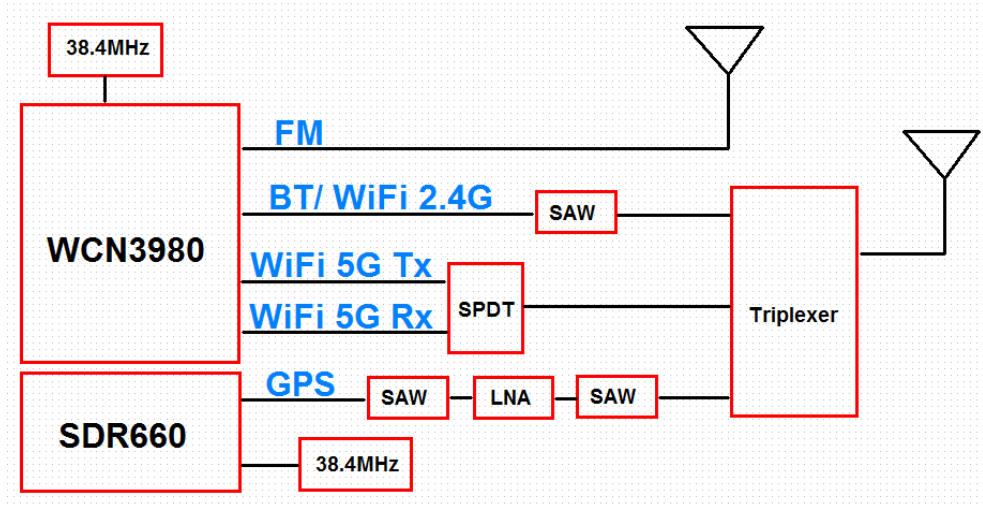 38.4MHz
FM
BT/ WiFi 2.4G
SAW
WCN3980
WiFi 5G Tx
SPDT
WiFi 5G Rx
Triplexer
GPS
SAW
LNA
SAW
SDR660
38.4MHz